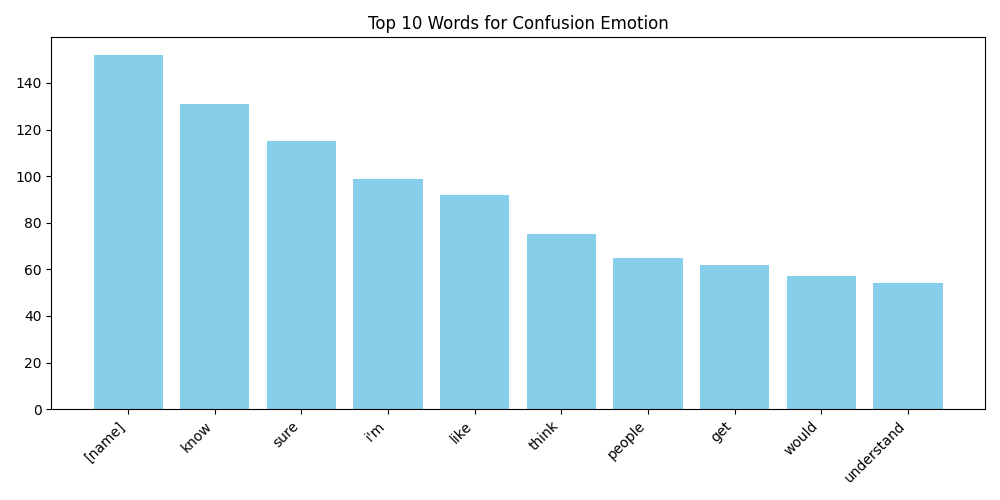 Top 10 Words for Confusion Emotion
140
120
100
80
60
40
20
0
[name]
know
sure
i'm
like
think
people
get
would
understand